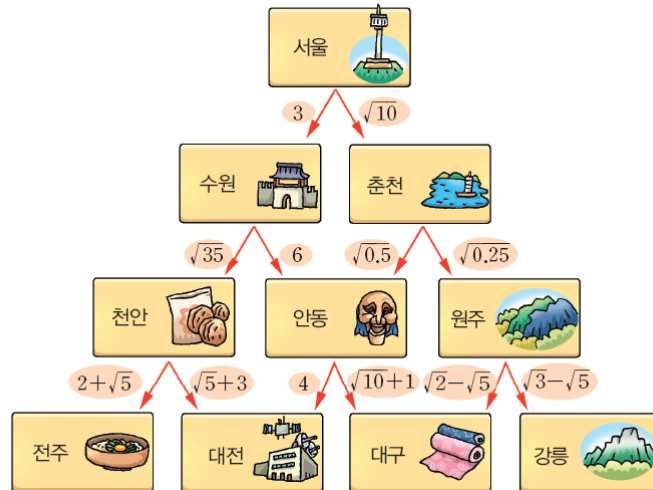 서울
3 √10
수원 춘천
√35 6 √0.5 √0.25
천안 안동 원주
2+√5 √5+3 4 √10+1 √2−√5 √3−√5
전주 대전 대구 강릉